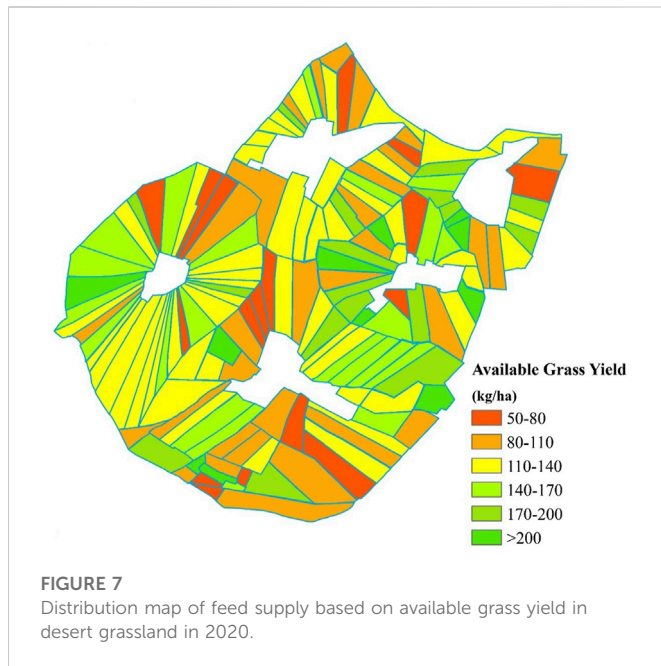 Available Grass Yield
(kg/ha)
50-80
80-110
110-140
140-170
170-200
>200
FIGURE 7
Distribution map of feed supply based on available grass yield in
desert grassland in 2020.